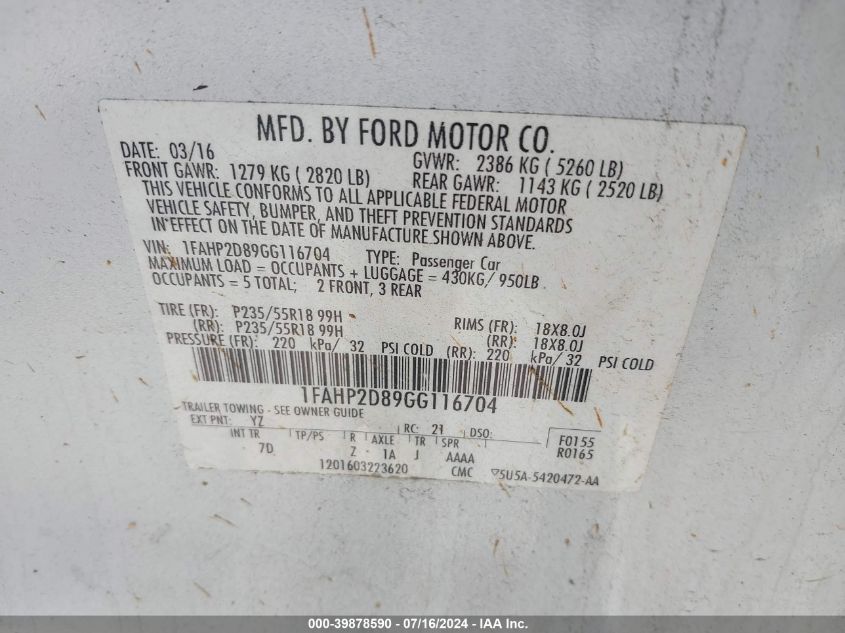 MFD. BY FORD MOTOR CO.
DATE: 03/16 GVWR: 2386 KG ( 5260 LB)
FRONT GAWR: 1279 KG ( 2820 LB) REAR GAWR: 1143 KG ( 2520 LB)
THIS VEHICLE CONFORMS TO ALL APPLICABLE FEDERAL MOTOR
VEHICLE SAFETY, BUMPER, AND THEFT PREVENTION STANDARDS
IN EFFECT ON THE DATE OF MANUFACTURE SHOWN ABOVE.
VIN: 1FAHP2D89GG116704 TYPE: Passenger Car
MAXIMUM LOAD = OCCUPANTS + LUGGAGE = 430KG/ 950LB
OCCUPANTS = 5 TOTAL; 2 FRONT, 3 REAR
TIRE (FR): P235/55R18 99H RIMS (FR): 18X8.0J
(RR): P235/55R18 99H (RR): 18X8.0J
PRESSURE (FR): 220 kPa/ 32 PSI COLD (RR): 220 kPa/ 32 PSI COLD
1FAHP2D89GG116704
TRAILER TOWING - SEE OWNER GUIDE
EXT PNT: YZ RC: 21 DSO: F0155
INT TR TP/PS R AXLE TR SPR R0165
7D Z 1A J AAAA
1201603223620 CMC 5U5A-5420472-AA
000-39878590 - 07/16/2024 - IAA Inc.